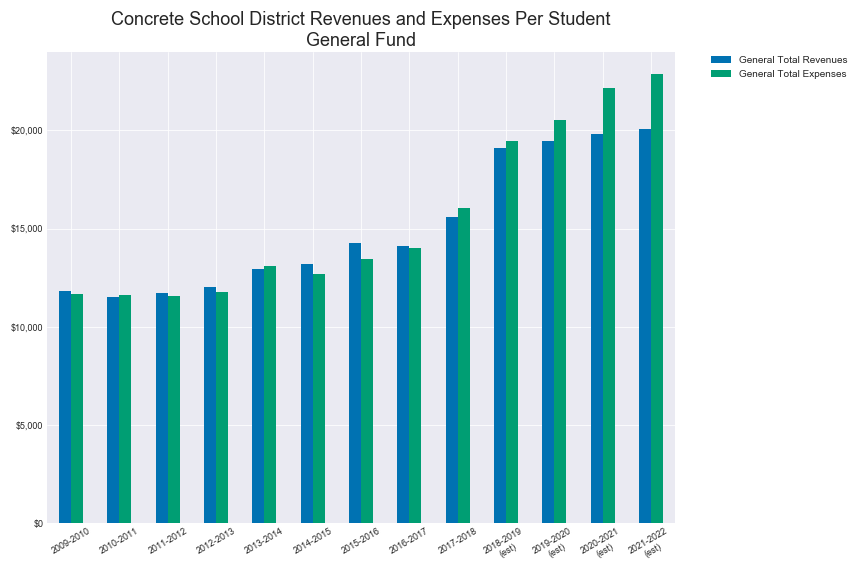 Concrete School District Revenues and Expenses Per Student
General Fund
General Total Revenues
General Total Expenses
$20,000
$15,000
$10,000
$5,000
$0
2009-2010
2010-2011
2011-2012
2012-2013
2013-2014
2014-2015
2015-2016
2016-2017
2017-2018
2018-2019
(est)
2019-2020
(est)
2020-2021
(est)
2021-2022
(est)